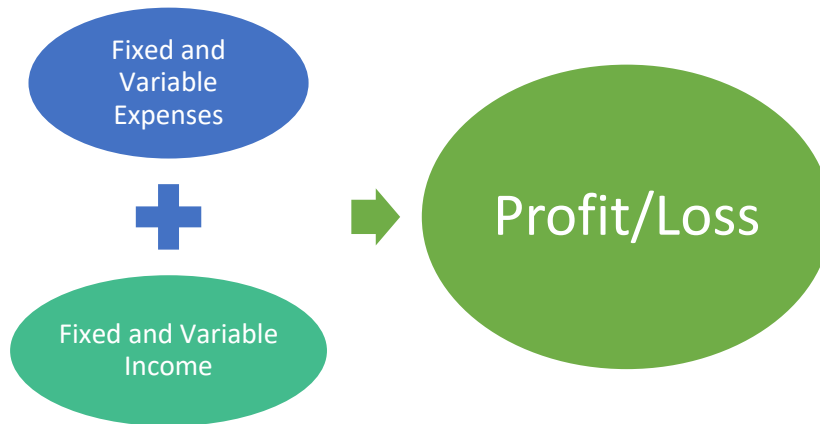 Fixed and
Variable
Expenses
Fixed and Variable
Income
Profit/Loss